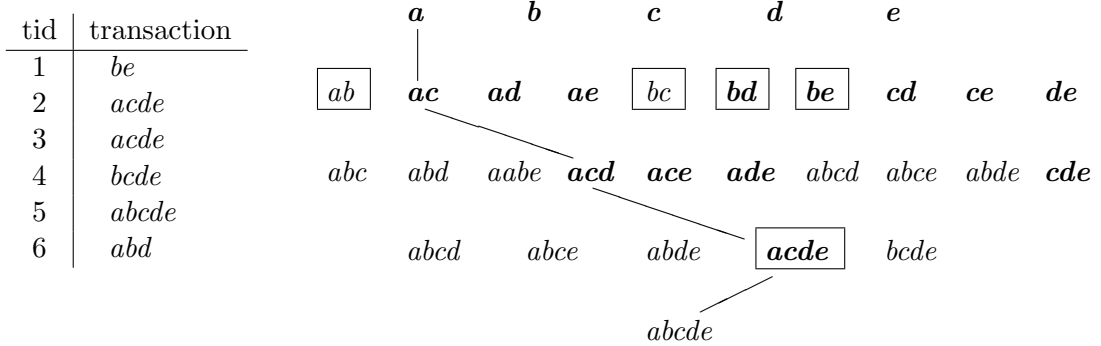 tid transaction
1 be
2 acde
3 acde
4 bcde
5 abcde
6 abd
a b c d e
ab ac ad ae bc bd be cd ce de
abc abd aabe acd ace ade abcd abce abde cde
abcd abce abde acde bcde
abcde